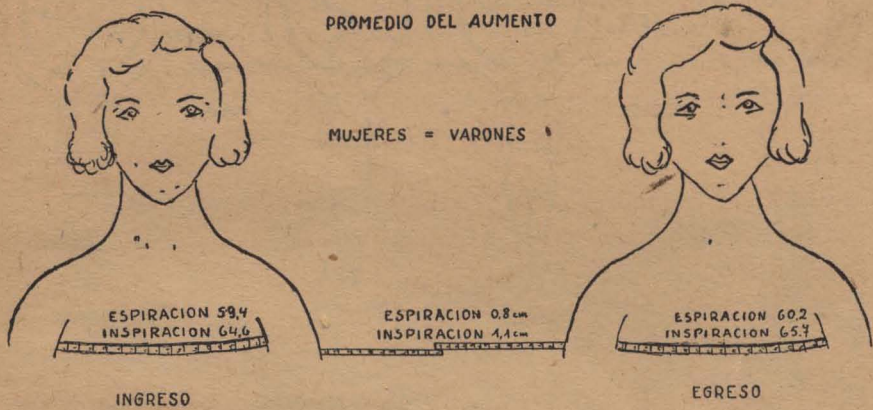 PROMEDIO DEL AUMENTO
MUJERES = VARONES
ESPIRACION 59,4
INSPIRACION 64,6
ESPIRACION 0,8 cm
INSPIRACION 1,1 cm
ESPIRACION 60,2
INSPIRACION 65.7
INGRESO
EGRESO